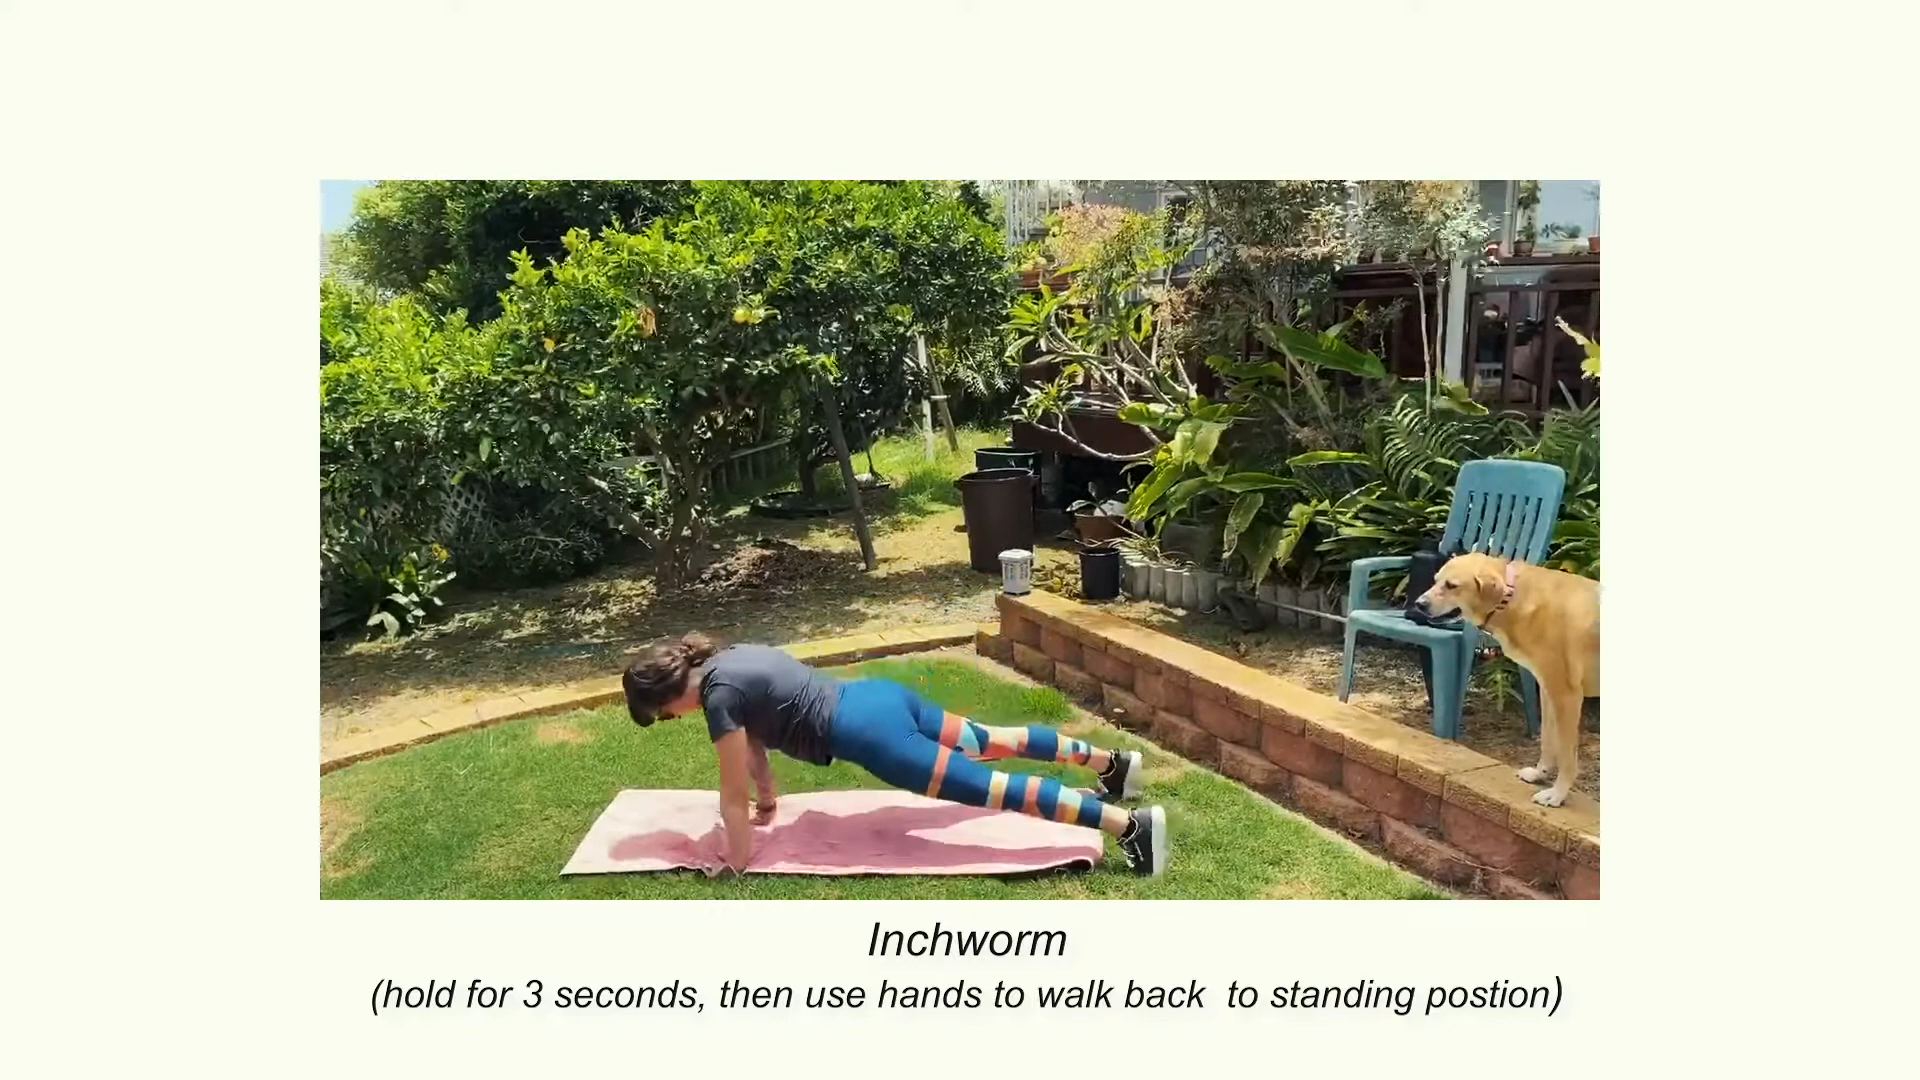 Inchworm
(hold for 3 seconds, then use hands to walk back  to standing postion)